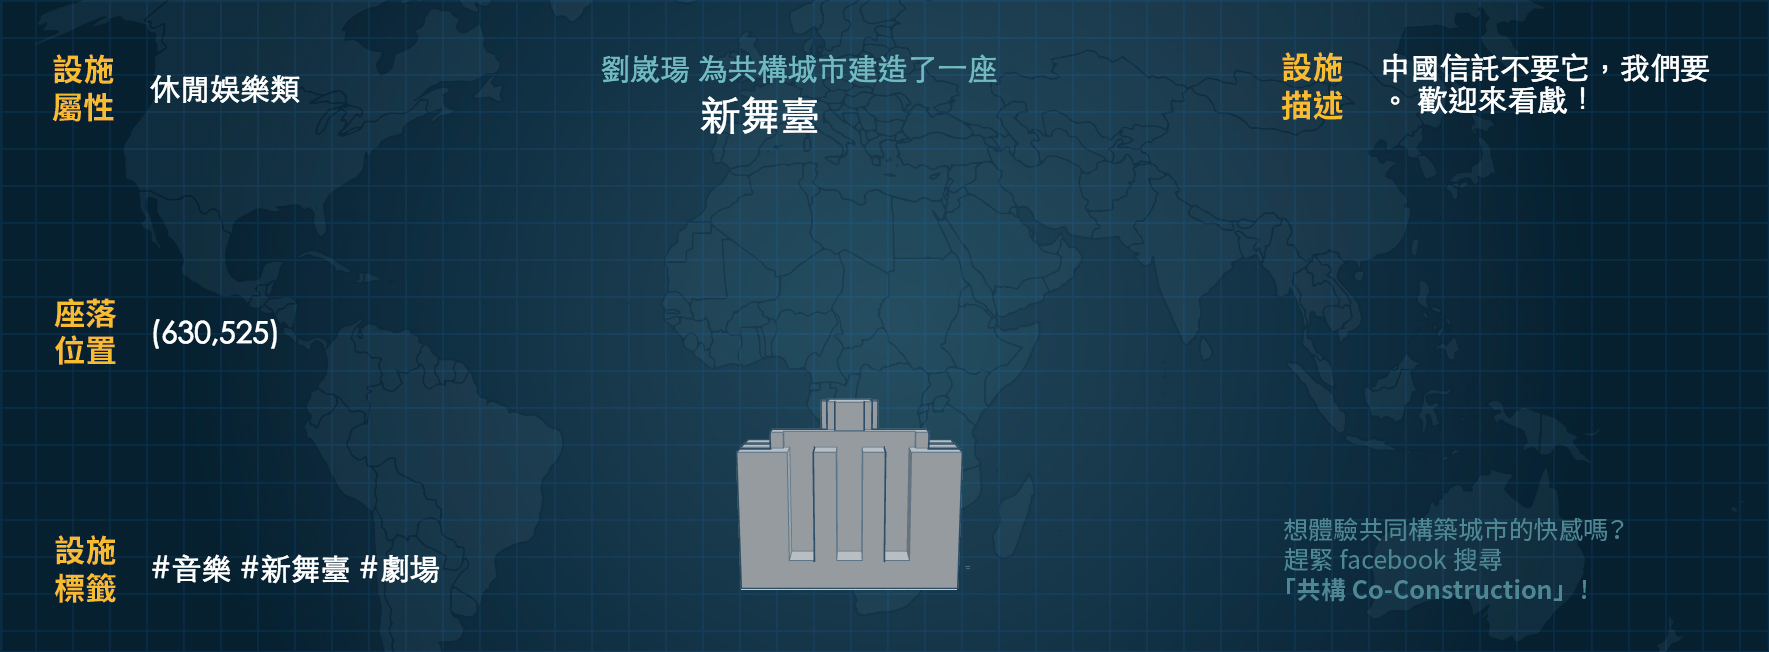 設施
屬性
休閒娛樂類
劉崴瑒 為共構城市建造了一座
新舞臺
設施
描述
中國信託不要它，我們要
。 歡迎來看戲！
座落
位置
(630,525)
設施
標籤
#音樂 #新舞臺 #劇場
想體驗共同構築城市的快感嗎？
趕緊 facebook 搜尋
「共構 Co-Construction」！